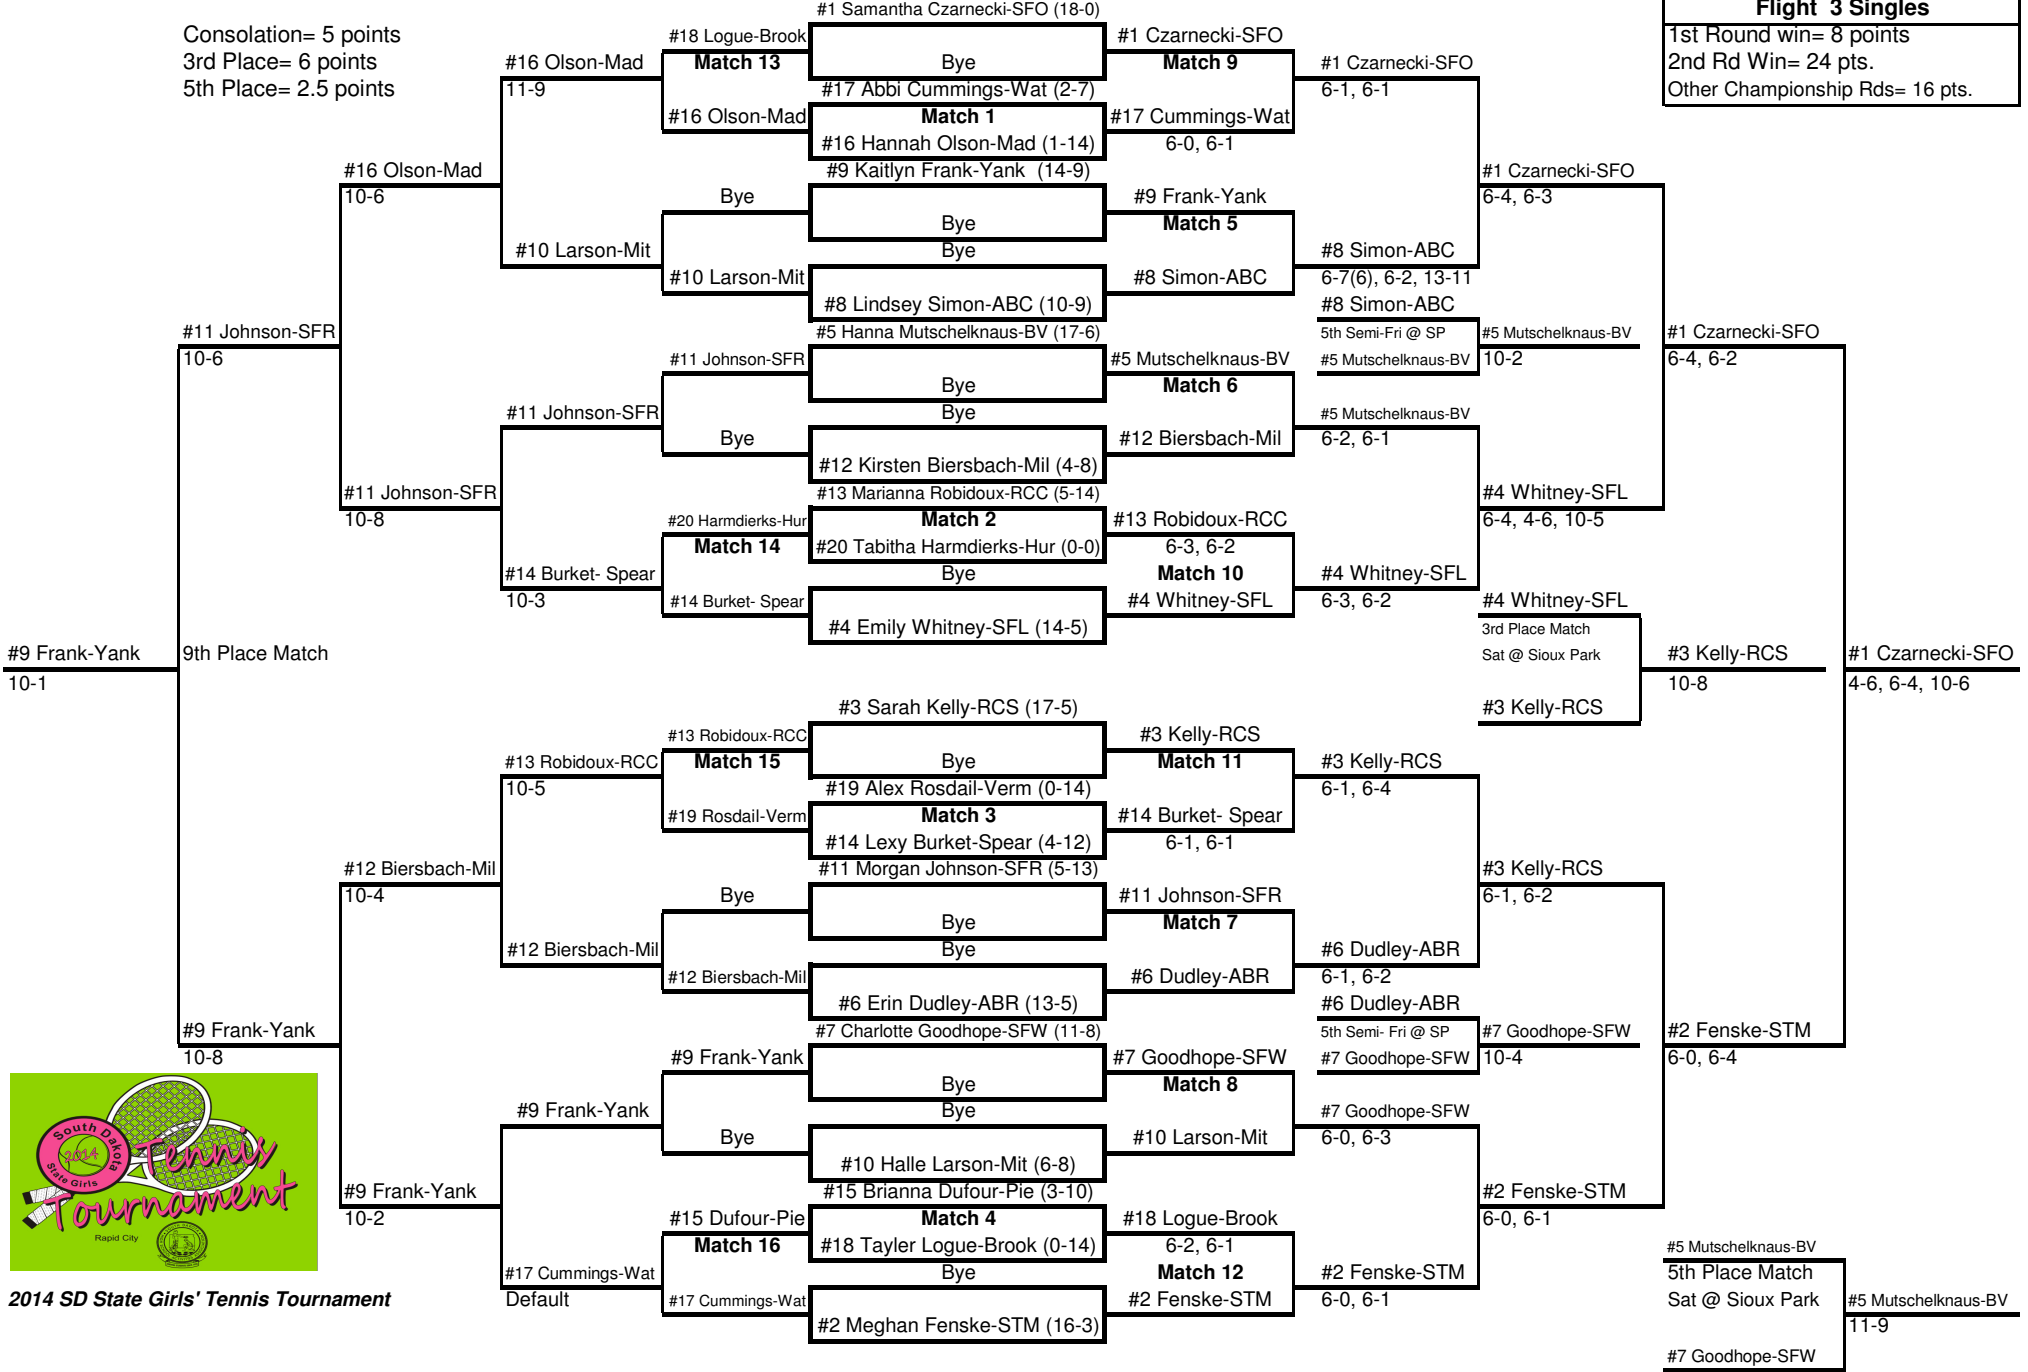 #1 Samantha Czarnecki-SFO (18-0)
Flight 3 Singles
Consolation= 5 points
#18 Logue-Brook
#1 Czarnecki-SFO
1st Round win= 8 points
3rd Place= 6 points
#16 Olson-Mad
Match 13
Bye
Match 9
#1 Czarnecki-SFO
2nd Rd Win= 24 pts.
5th Place= 2.5 points
11-9
#17 Abbi Cummings-Wat (2-7)
6-1, 6-1
Other Championship Rds= 16 pts.
#16 Olson-Mad
Match 1
#17 Cummings-Wat
#16 Hannah Olson-Mad (1-14)
6-0, 6-1
#16 Olson-Mad
#9 Kaitlyn Frank-Yank (14-9)
#1 Czarnecki-SFO
10-6
Bye
#9 Frank-Yank
6-4, 6-3
Bye
Match 5
#10 Larson-Mit
Bye
#8 Simon-ABC
#10 Larson-Mit
#8 Simon-ABC
6-7(6), 6-2, 13-11
#8 Lindsey Simon-ABC (10-9)
#8 Simon-ABC
#11 Johnson-SFR
#5 Hanna Mutschelknaus-BV (17-6)
5th Semi-Fri @ SP
#5 Mutschelknaus-BV
#1 Czarnecki-SFO
10-6
#11 Johnson-SFR
#5 Mutschelknaus-BV
#5 Mutschelknaus-BV
10-2
6-4, 6-2
Bye
Match 6
#11 Johnson-SFR
Bye
#5 Mutschelknaus-BV
Bye
#12 Biersbach-Mil
6-2, 6-1
#12 Kirsten Biersbach-Mil (4-8)
#11 Johnson-SFR
#13 Marianna Robidoux-RCC (5-14)
#4 Whitney-SFL
10-8
#20 Harmdierks-Hur
Match 2
#13 Robidoux-RCC
6-4, 4-6, 10-5
Match 14
#20 Tabitha Harmdierks-Hur (0-0)
6-3, 6-2
#14 Burket- Spear
Bye
Match 10
#4 Whitney-SFL
10-3
#14 Burket- Spear
#4 Whitney-SFL
6-3, 6-2
#4 Whitney-SFL
#4 Emily Whitney-SFL (14-5)
3rd Place Match
#9 Frank-Yank
9th Place Match
Sat @ Sioux Park
#3 Kelly-RCS
#1 Czarnecki-SFO
10-1
10-8
4-6, 6-4, 10-6
#3 Sarah Kelly-RCS (17-5)
#3 Kelly-RCS
#13 Robidoux-RCC
#3 Kelly-RCS
#13 Robidoux-RCC
Match 15
Bye
Match 11
#3 Kelly-RCS
10-5
#19 Alex Rosdail-Verm (0-14)
6-1, 6-4
#19 Rosdail-Verm
Match 3
#14 Burket- Spear
#14 Lexy Burket-Spear (4-12)
6-1, 6-1
#12 Biersbach-Mil
#11 Morgan Johnson-SFR (5-13)
#3 Kelly-RCS
10-4
Bye
#11 Johnson-SFR
6-1, 6-2
Bye
Match 7
#12 Biersbach-Mil
Bye
#6 Dudley-ABR
#12 Biersbach-Mil
#6 Dudley-ABR
6-1, 6-2
#6 Erin Dudley-ABR (13-5)
#6 Dudley-ABR
#9 Frank-Yank
#7 Charlotte Goodhope-SFW (11-8)
5th Semi- Fri @ SP
#7 Goodhope-SFW
#2 Fenske-STM
10-8
#9 Frank-Yank
#7 Goodhope-SFW
#7 Goodhope-SFW
10-4
6-0, 6-4
Bye
Match 8
#9 Frank-Yank
Bye
#7 Goodhope-SFW
Bye
#10 Larson-Mit
6-0, 6-3
#10 Halle Larson-Mit (6-8)
South Dakota
2014
State Girls
Tennis
Tournament
Rapid City
#9 Frank-Yank
#15 Brianna Dufour-Pie (3-10)
#2 Fenske-STM
10-2
#15 Dufour-Pie
Match 4
#18 Logue-Brook
6-0, 6-1
Match 16
#18 Tayler Logue-Brook (0-14)
6-2, 6-1
#5 Mutschelknaus-BV
#17 Cummings-Wat
Bye
Match 12
#2 Fenske-STM
5th Place Match
2014 SD State Girls' Tennis Tournament
Default
#17 Cummings-Wat
#2 Fenske-STM
6-0, 6-1
Sat @ Sioux Park
#5 Mutschelknaus-BV
#2 Meghan Fenske-STM (16-3)
11-9
#7 Goodhope-SFW